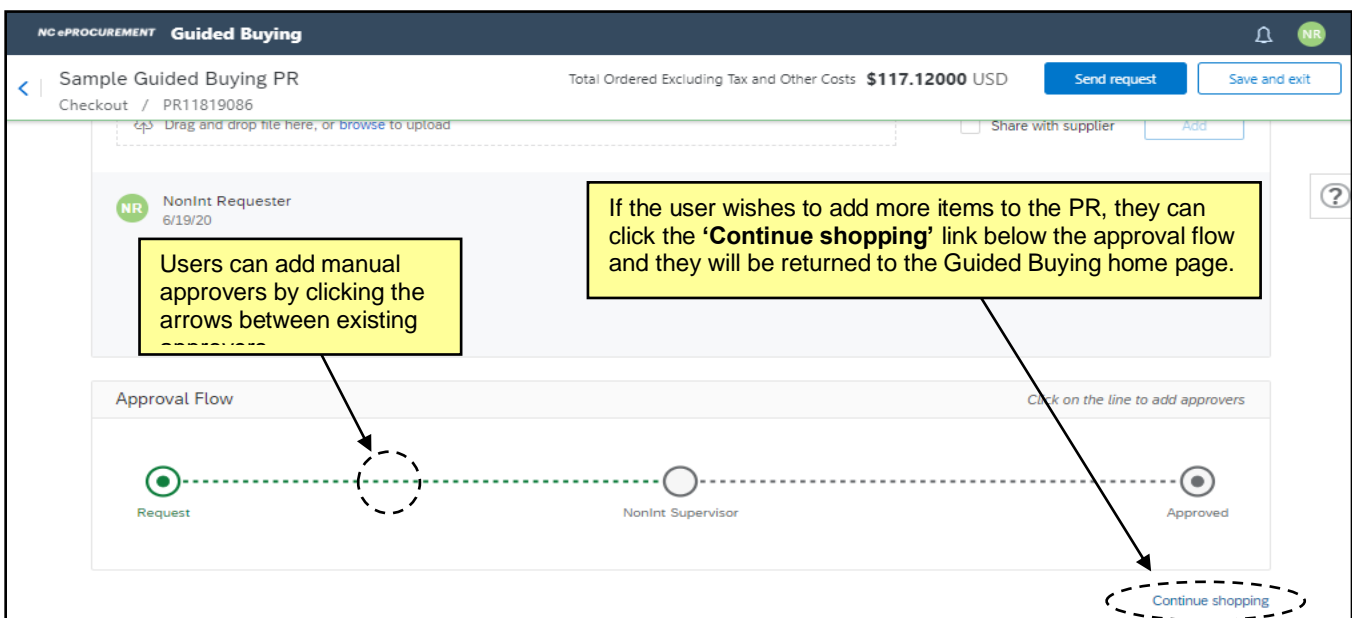 NC ePROCUREMENT Guided Buying
NR
Sample Guided Buying PR
Total Ordered Excluding Tax and Other Costs $117.12000 USD
Send request
Save and exit
Checkout / PR11819086
Drag and drop file here, or browse to upload
Share with supplier
Add
?
NR
NonInt Requester
6/19/20
If the user wishes to add more items to the PR, they can
click the ‘Continue shopping’ link below the approval flow
and they will be returned to the Guided Buying home page.
Users can add manual
approvers by clicking the
arrows between existing
Approval Flow
Click on the line to add approvers
Request
NonInt Supervisor
Approved
Continue shopping